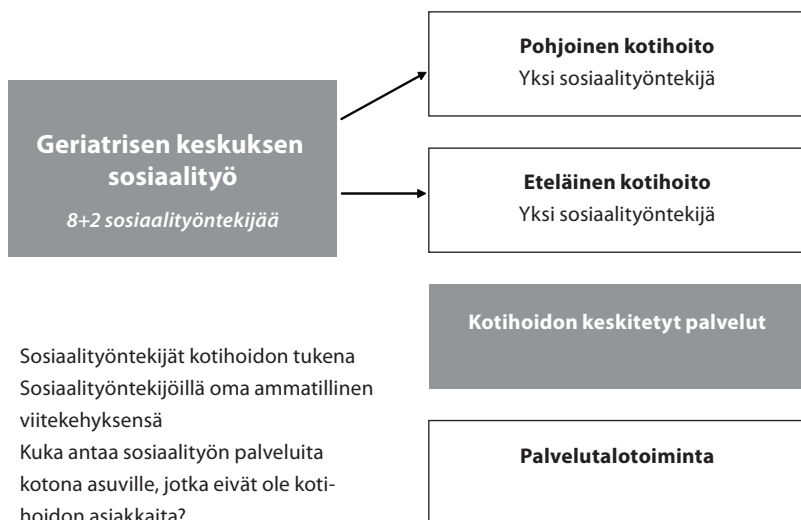 Geriatrisen keskuksen
sosiaalityö
8+2 sosiaalityöntekijää
Pohjoinen kotihoito
Yksi sosiaalityöntekijä
Eteläinen kotihoito
Yksi sosiaalityöntekijä
Kotihoidon keskitetyt palvelut
Palvelutalotoiminta
Sosiaalityöntekijät kotihoidon tukena
Sosiaalityöntekijöillä oma ammatillinen
viitekehyksensä
Kuka antaa sosiaalityön palveluita
kotona asuville, jotka eivät ole koti-
hoidon asiakkaita?